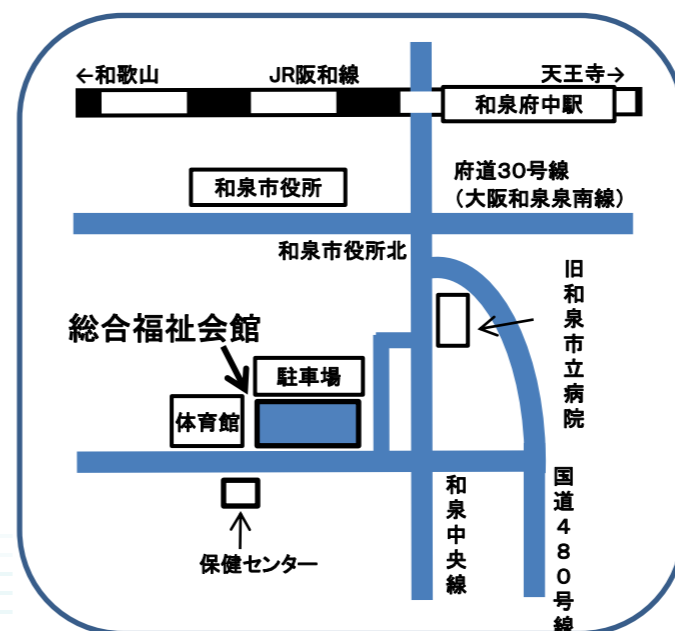 ←和歌山
JR阪和線
天王寺→
和泉府中駅
和泉市役所
府道30号線
(大阪和泉泉南線)
和泉市役所北
旧和泉市立病院
総合福祉会館
駐車場
体育館
保健センター
和泉中央線
国道480号線